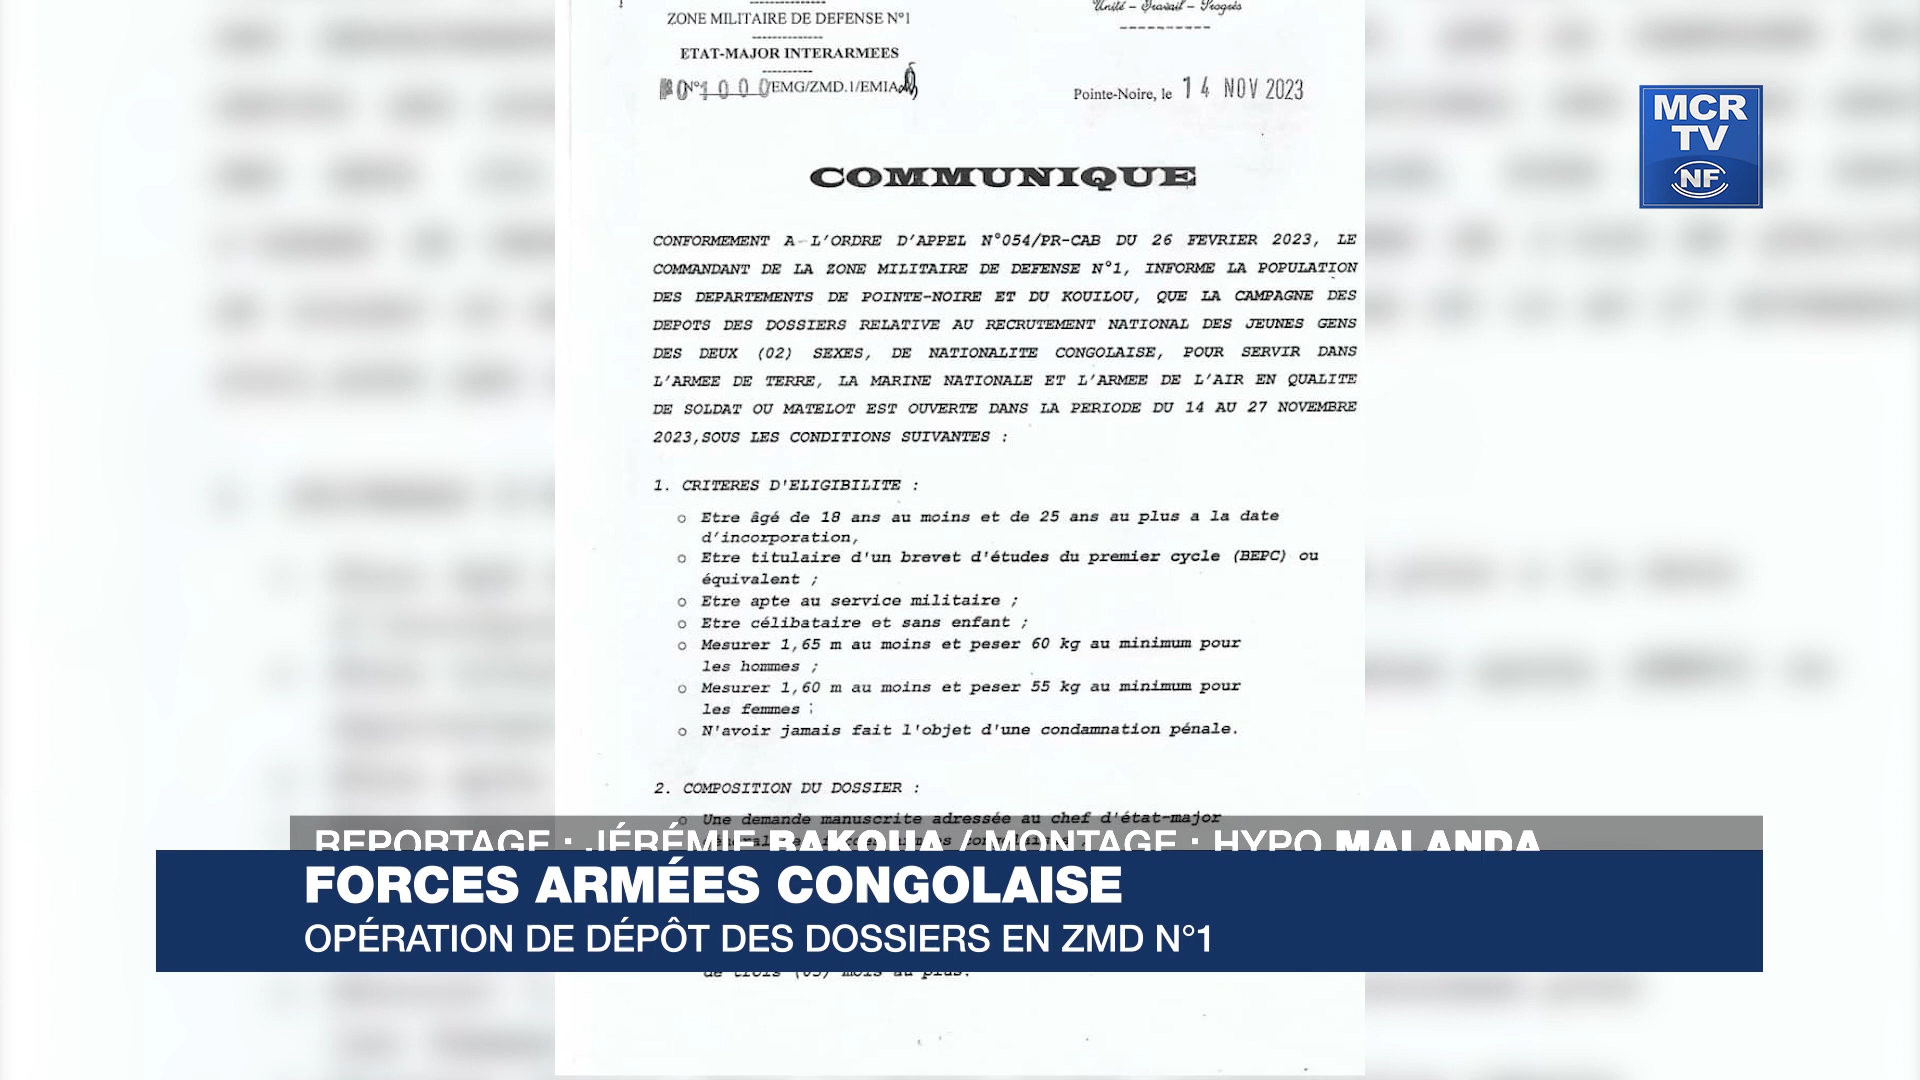 ZONE MILITAIRE DE DEFENSE N°1
ETAT-MAJOR INTERARMEES
N° 1000/EMG/ZMD.1/EMIA
Unité – Travail – Progrès
Pointe-Noire, le 14 NOV 2023
MCR
TV
NF
COMMUNIQUE
CONFORMEMENT A L'ORDRE D'APPEL N°054/PR-CAB DU 26 FEVRIER 2023, LE
COMMANDANT DE LA ZONE MILITAIRE DE DEFENSE N°1, INFORME LA POPULATION
DES DEPARTEMENTS DE POINTE-NOIRE ET DU KOUILOU, QUE LA CAMPAGNE DES
DEPOTS DES DOSSIERS RELATIVE AU RECRUTEMENT NATIONAL DES JEUNES GENS
DES DEUX (02) SEXES, DE NATIONALITE CONGOLAISE, POUR SERVIR DANS
L'ARMEE DE TERRE, LA MARINE NATIONALE ET L'ARMEE DE L'AIR EN QUALITE
DE SOLDAT OU MATELOT EST OUVERTE DANS LA PERIODE DU 14 AU 27 NOVEMBRE
2023,SOUS LES CONDITIONS SUIVANTES :
1. CRITERES D'ELIGIBILITE :
o Etre âgé de 18 ans au moins et de 25 ans au plus a la date
d'incorporation,
o Etre titulaire d'un brevet d'études du premier cycle (BEPC) ou
équivalent ;
o Etre apte au service militaire ;
o Etre célibataire et sans enfant ;
o Mesurer 1,65 m au moins et peser 60 kg au minimum pour
les hommes ;
o Mesurer 1,60 m au moins et peser 55 kg au minimum pour
les femmes ;
o N'avoir jamais fait l'objet d'une condamnation pénale.
2. COMPOSITION DU DOSSIER :
o Une demande manuscrite adressée au chef d'état-major
REPORTAGE : JÉRÉMIE BAKOUA / MONTAGE : HYPO MALANDA
FORCES ARMÉES CONGOLAISE
OPÉRATION DE DÉPÔT DES DOSSIERS EN ZMD N°1
de trois (03) mois au plus.